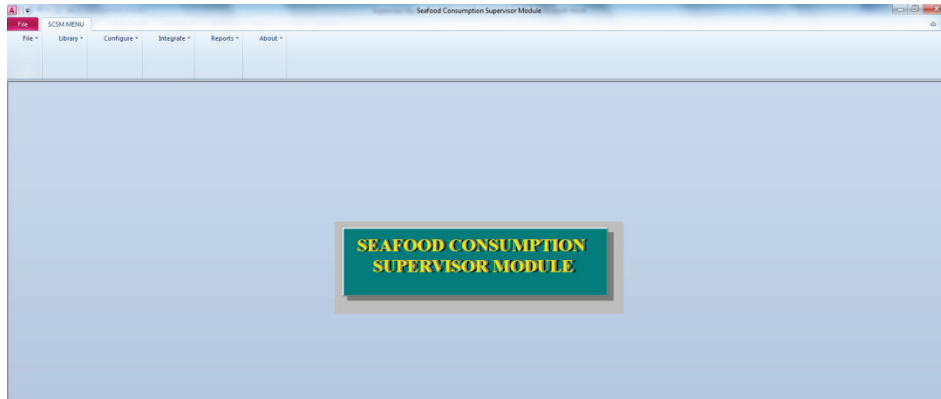 A
Seafood Consumption Supervisor Module
File
SCSM MENU
File
Library
Configure
Integrate
Reports
About
SEAFOOD CONSUMPTION
SUPERVISOR MODULE